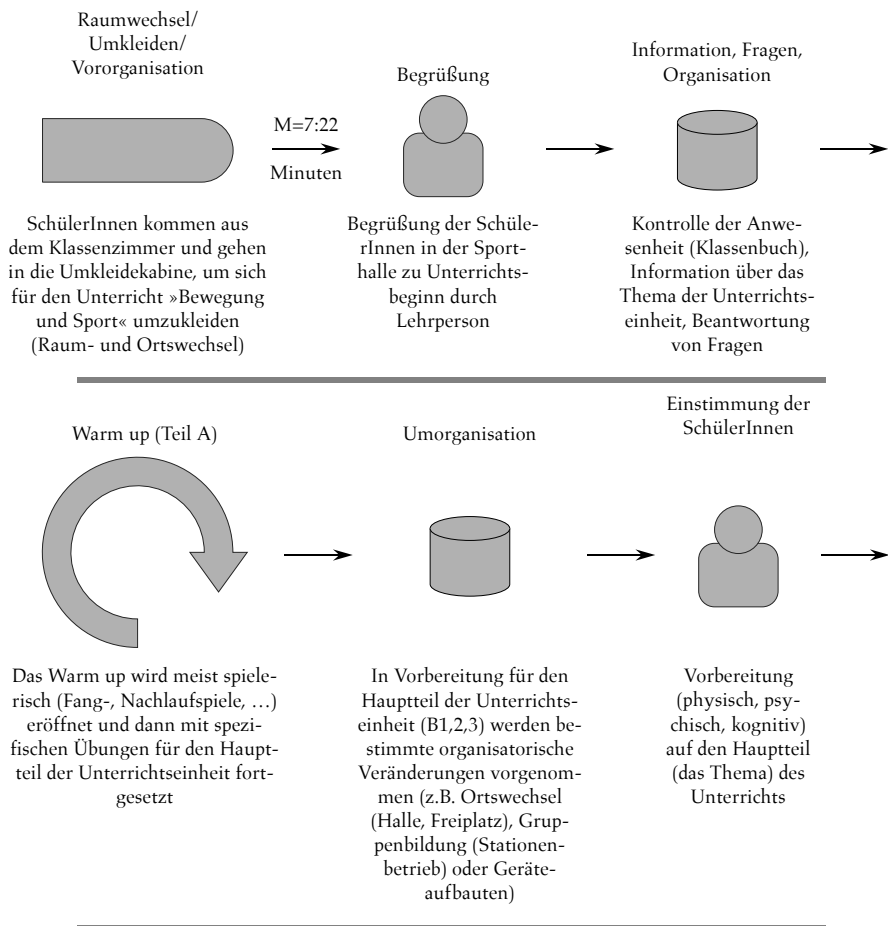 Raumwechsel/
Umkleiden/
Vororganisation
Begrüßung
Information, Fragen,
Organisation
M=7:22
Minuten
SchülerInnen kommen aus
dem Klassenzimmer und gehen
in die Umkleidekabine, um sich
für den Unterricht »Bewegung
und Sport« umzukleiden
(Raum- und Ortswechsel)
Begrüßung der Schüle-
rInnen in der Sport-
halle zu Unterrichts-
beginn durch
Lehrperson
Kontrolle der Anwe-
senheit (Klassenbuch),
Information über das
Thema der Unterrichts-
einheit, Beantwortung
von Fragen
Warm up (Teil A)
Umorganisation
Einstimmung der
SchülerInnen
Das Warm up wird meist spiele-
risch (Fang-, Nachlaufspiele, …)
eröffnet und dann mit spezi-
fischen Übungen für den Haupt-
teil der Unterrichtseinheit fort-
gesetzt
In Vorbereitung für den
Hauptteil der Unterrichts-
einheit (B1,2,3) werden be-
stimmte organisatorische
Veränderungen vorgenom-
men (z.B. Ortswechsel
(Halle, Freiplatz), Grup-
penbildung (Stationen-
betrieb) oder Geräte-
aufbauten)
Vorbereitung
(physisch, psy-
chisch, kognitiv)
auf den Hauptteil
(das Thema) des
Unterrichts